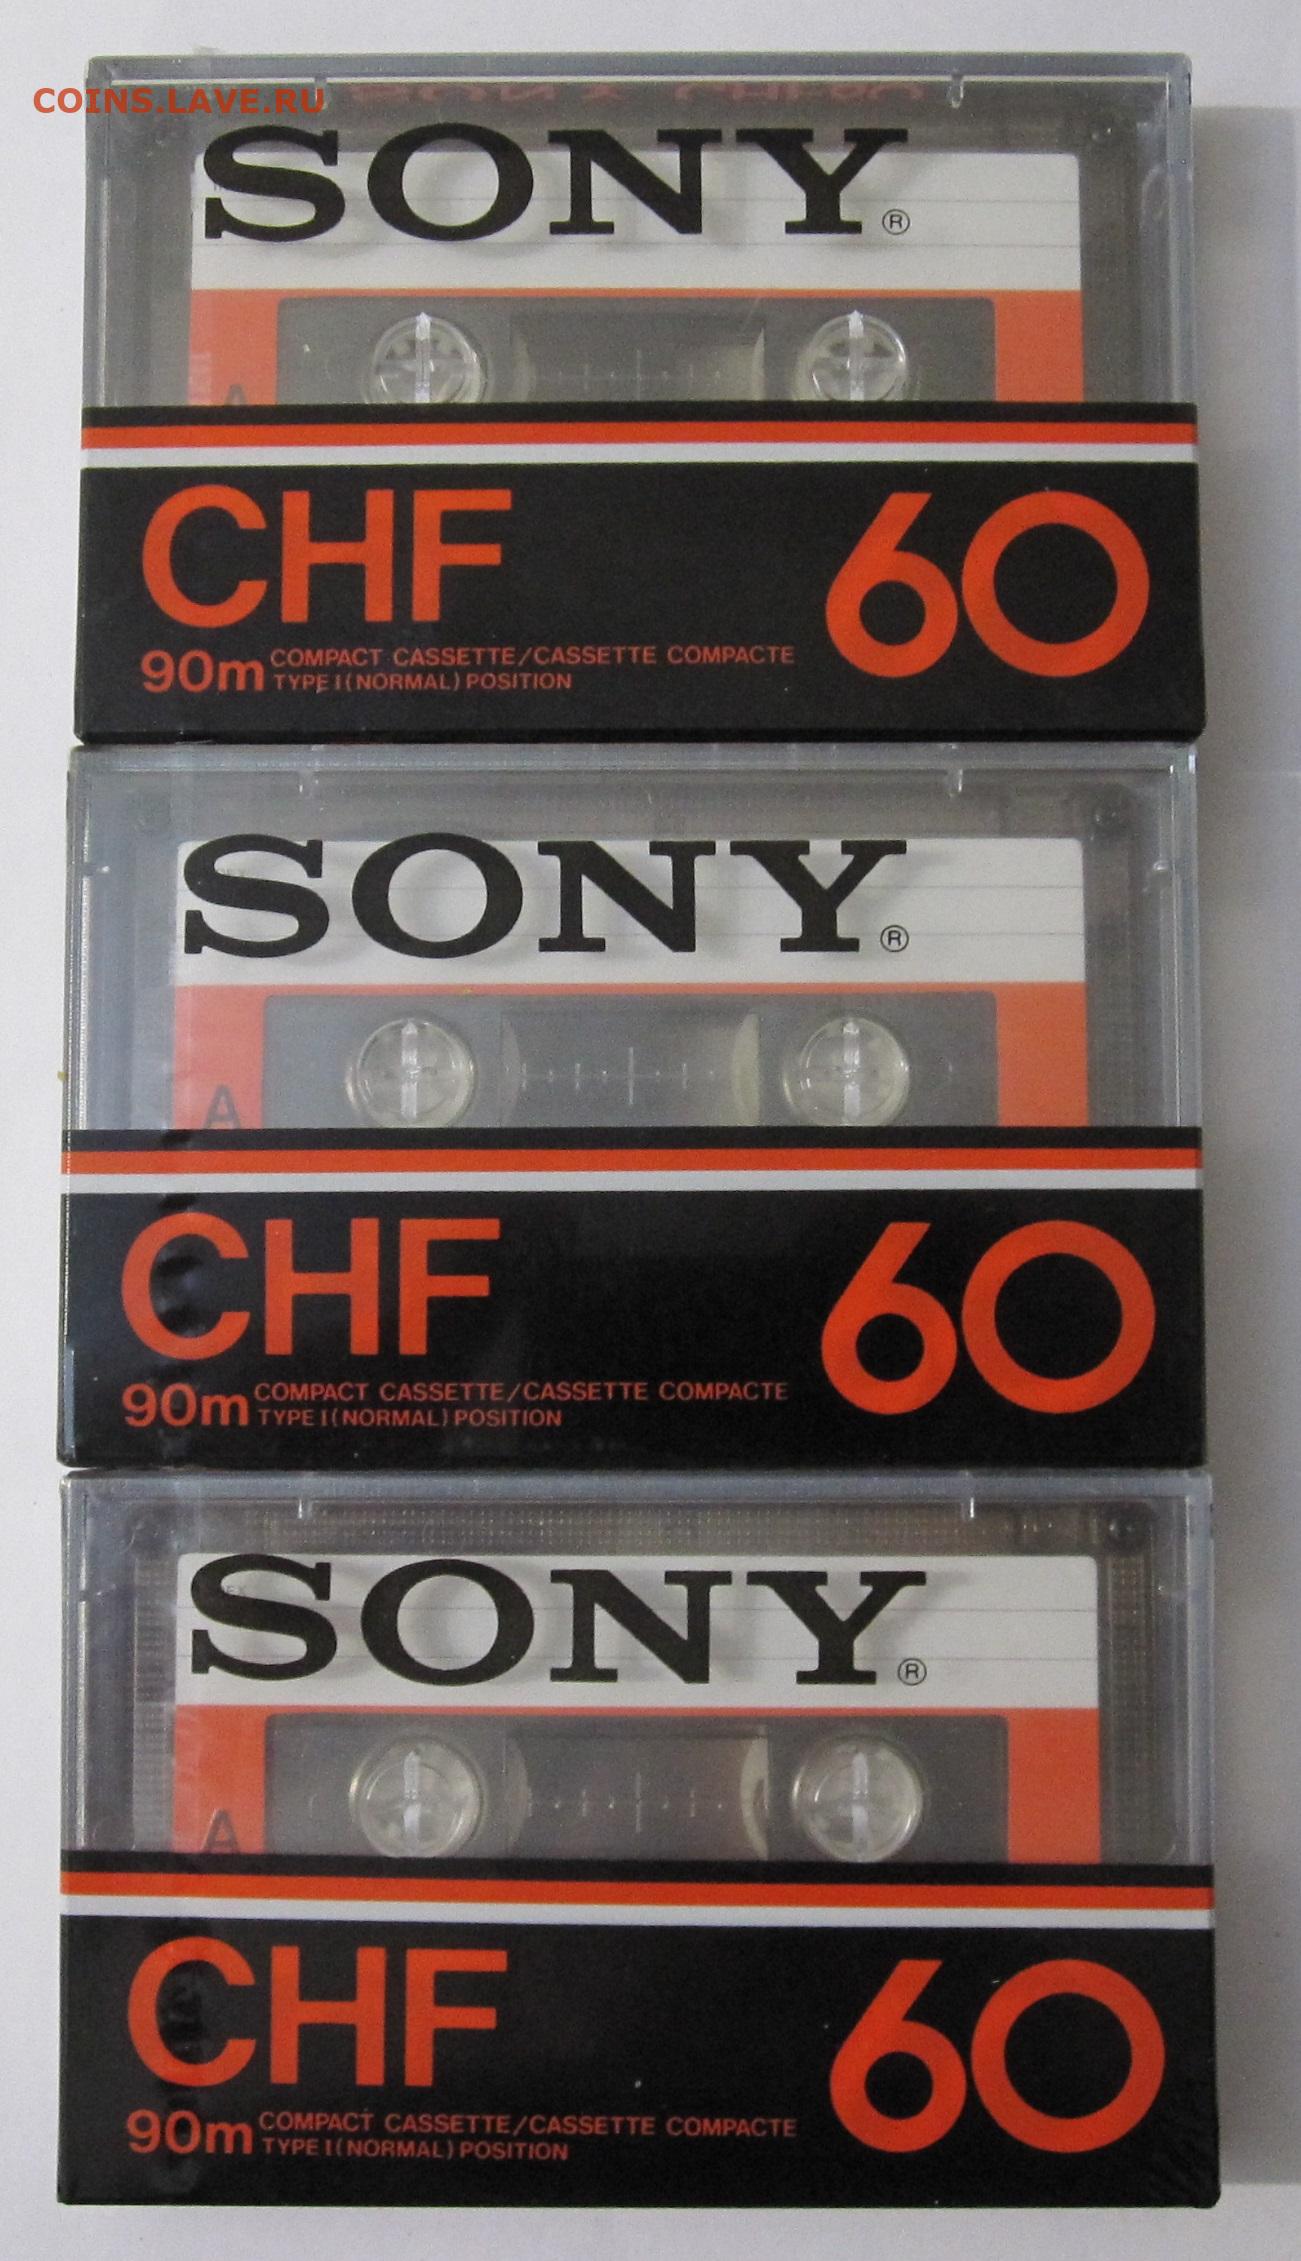 COINS.LAVE.RU
SONY®
A
CHF 60
90m COMPACT CASSETTE/CASSETTE COMPACTE
TYPE I (NORMAL) POSITION
SONY®
A
CHF 60
90m COMPACT CASSETTE/CASSETTE COMPACTE
TYPE I (NORMAL) POSITION
SONY®
A
CHF 60
90m COMPACT CASSETTE/CASSETTE COMPACTE
TYPE I (NORMAL) POSITION